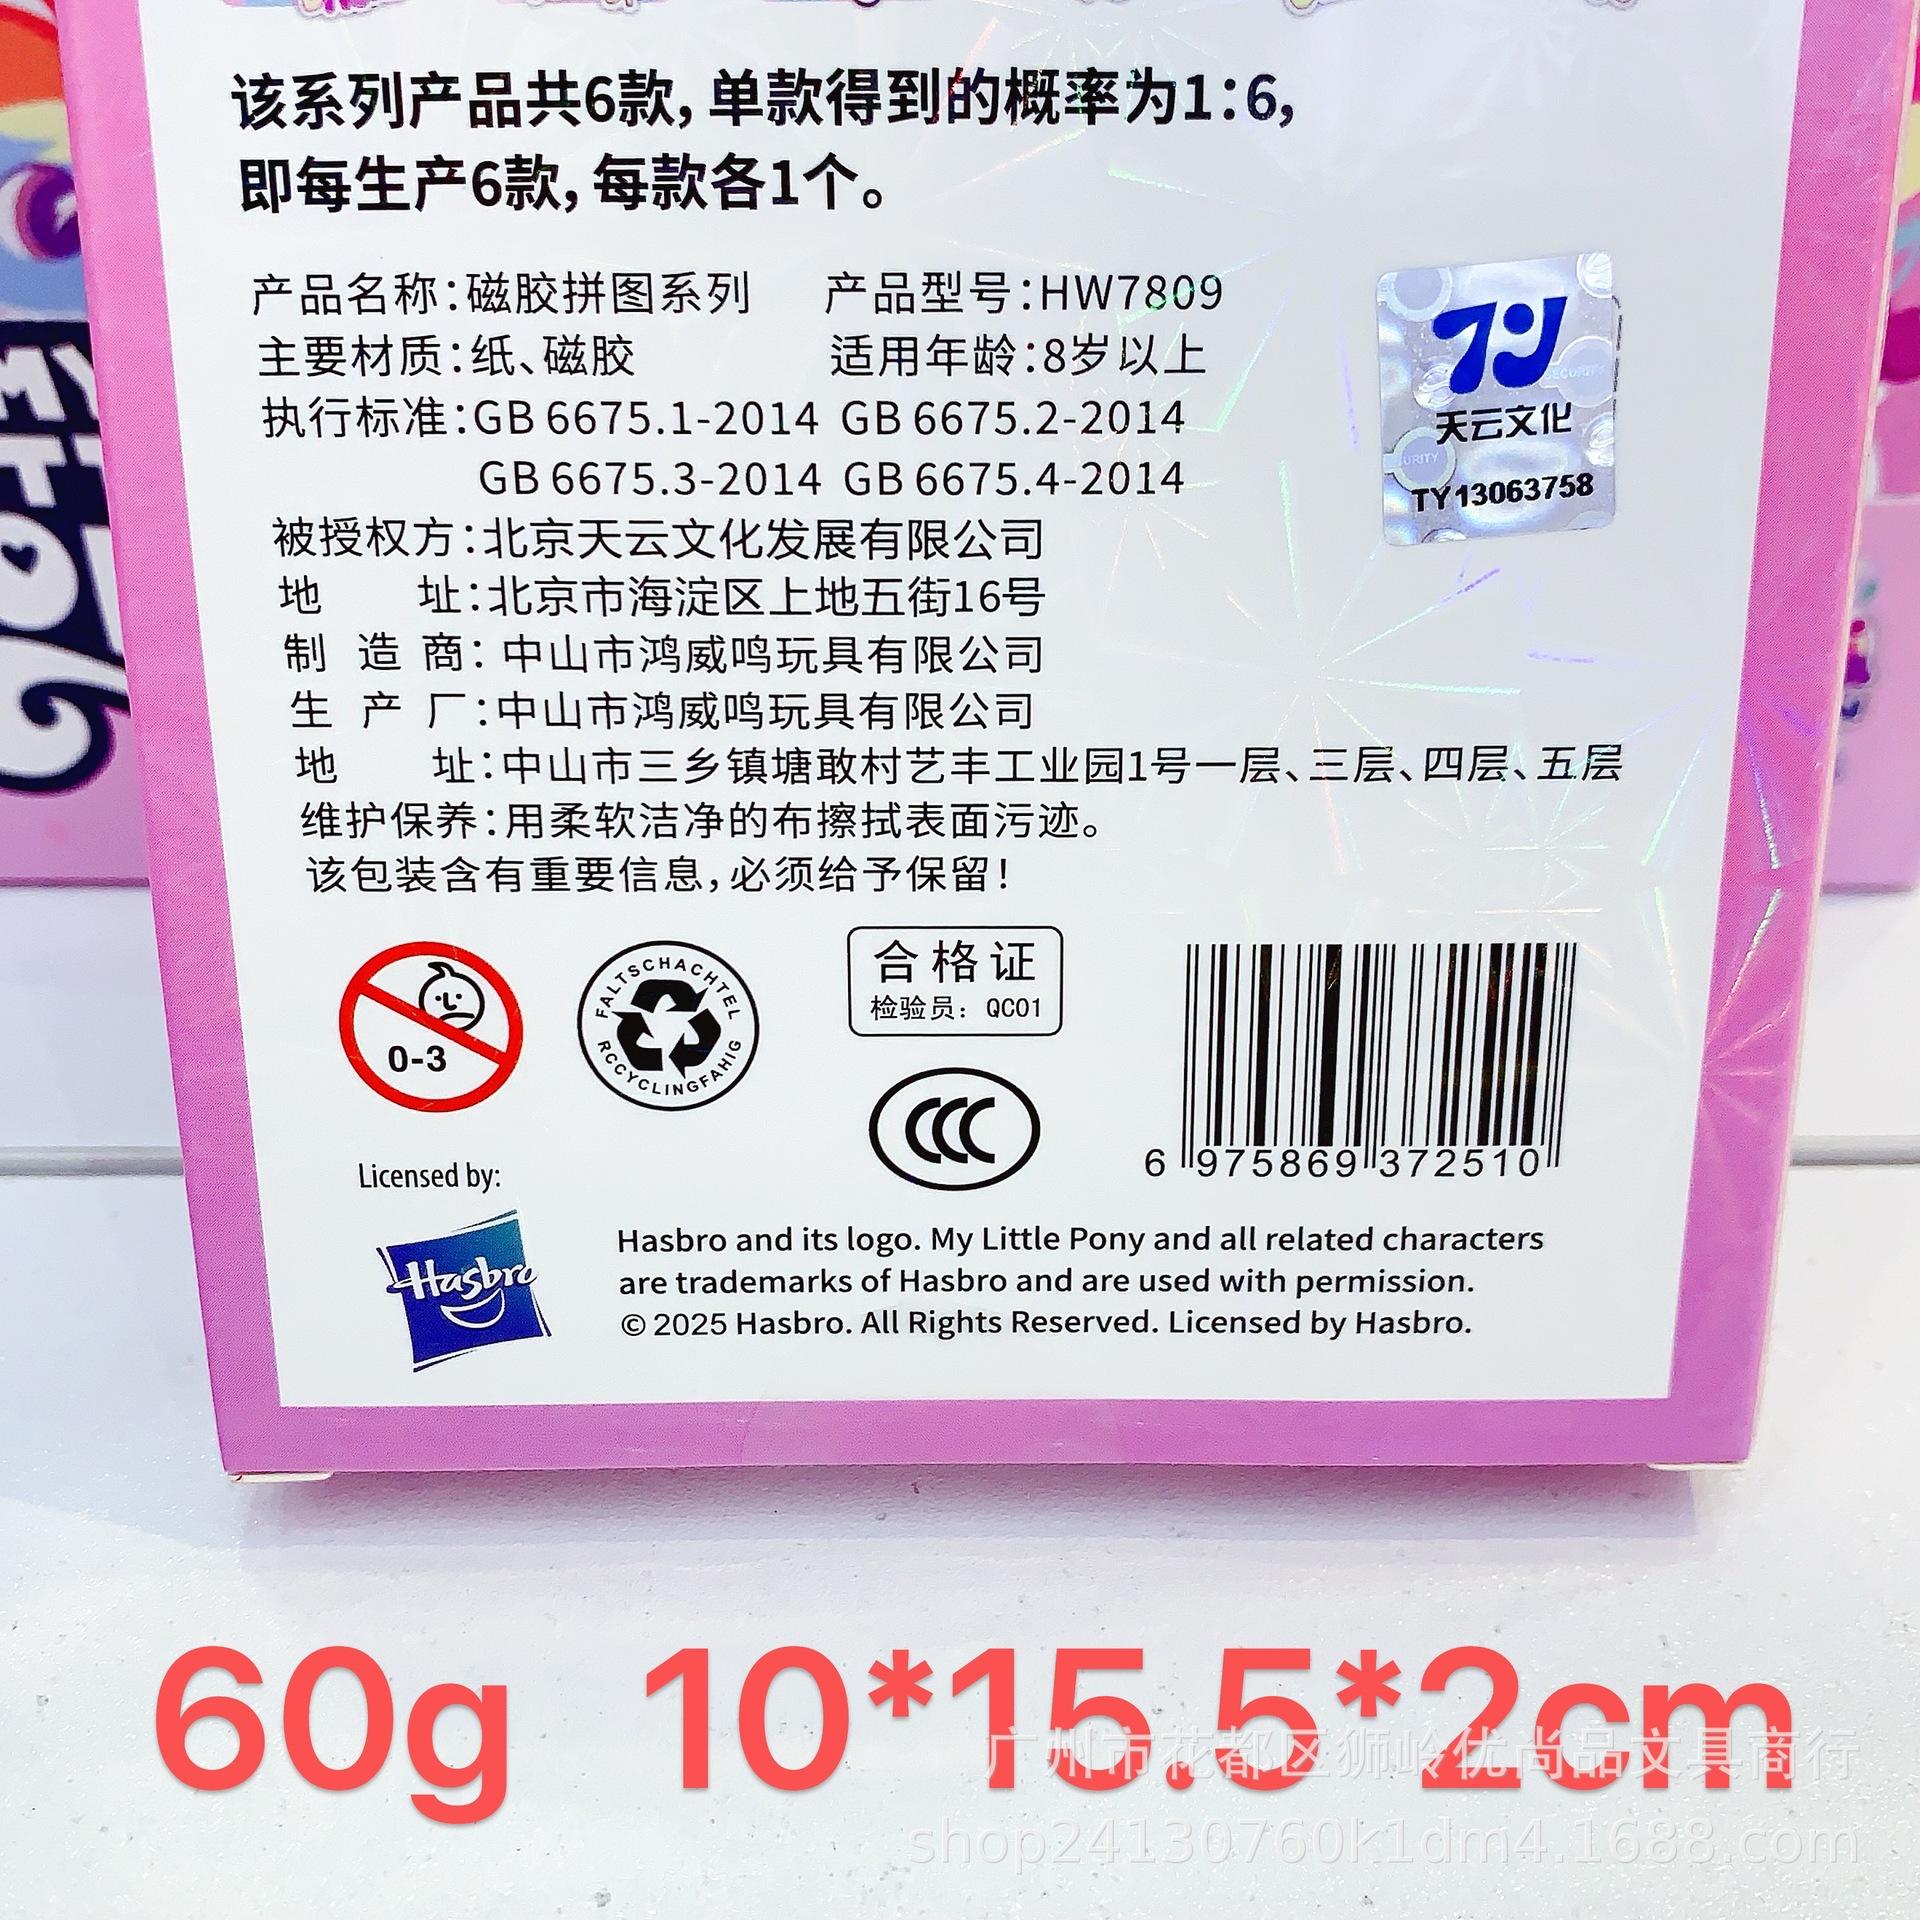 该系列产品共6款，单款得到的概率为1：6，
即每生产6款，每款各1个。
产品名称：磁胶拼图系列 产品型号：HW7809
主要材质：纸、磁胶 适用年龄：8岁以上
执行标准：GB 6675.1-2014 GB 6675.2-2014
GB 6675.3-2014 GB 6675.4-2014
天云文化
TY13063758
被授权方：北京天云文化发展有限公司
地 址：北京市海淀区上地五街16号
制 造 商：中山市鸿威鸣玩具有限公司
生 产 厂：中山市鸿威鸣玩具有限公司
地 址：中山市三乡镇塘敢村艺丰工业园1号一层、三层、四层、五层
维护保养：用柔软洁净的布擦拭表面污迹。
该包装含有重要信息，必须给予保留！
0-3
FALTSCHACHTEL
RCCYCLINGFAHIG
合格证
检验员：QC01
CCC
6 975869 372510
Licensed by:
Hasbro
Hasbro and its logo. My Little Pony and all related characters
are trademarks of Hasbro and are used with permission.
© 2025 Hasbro. All Rights Reserved. Licensed by Hasbro.
60g 10*15.5*2cm
广州市花都区狮岭优尚品文具商行
shop24130760k1dm4.1688.com